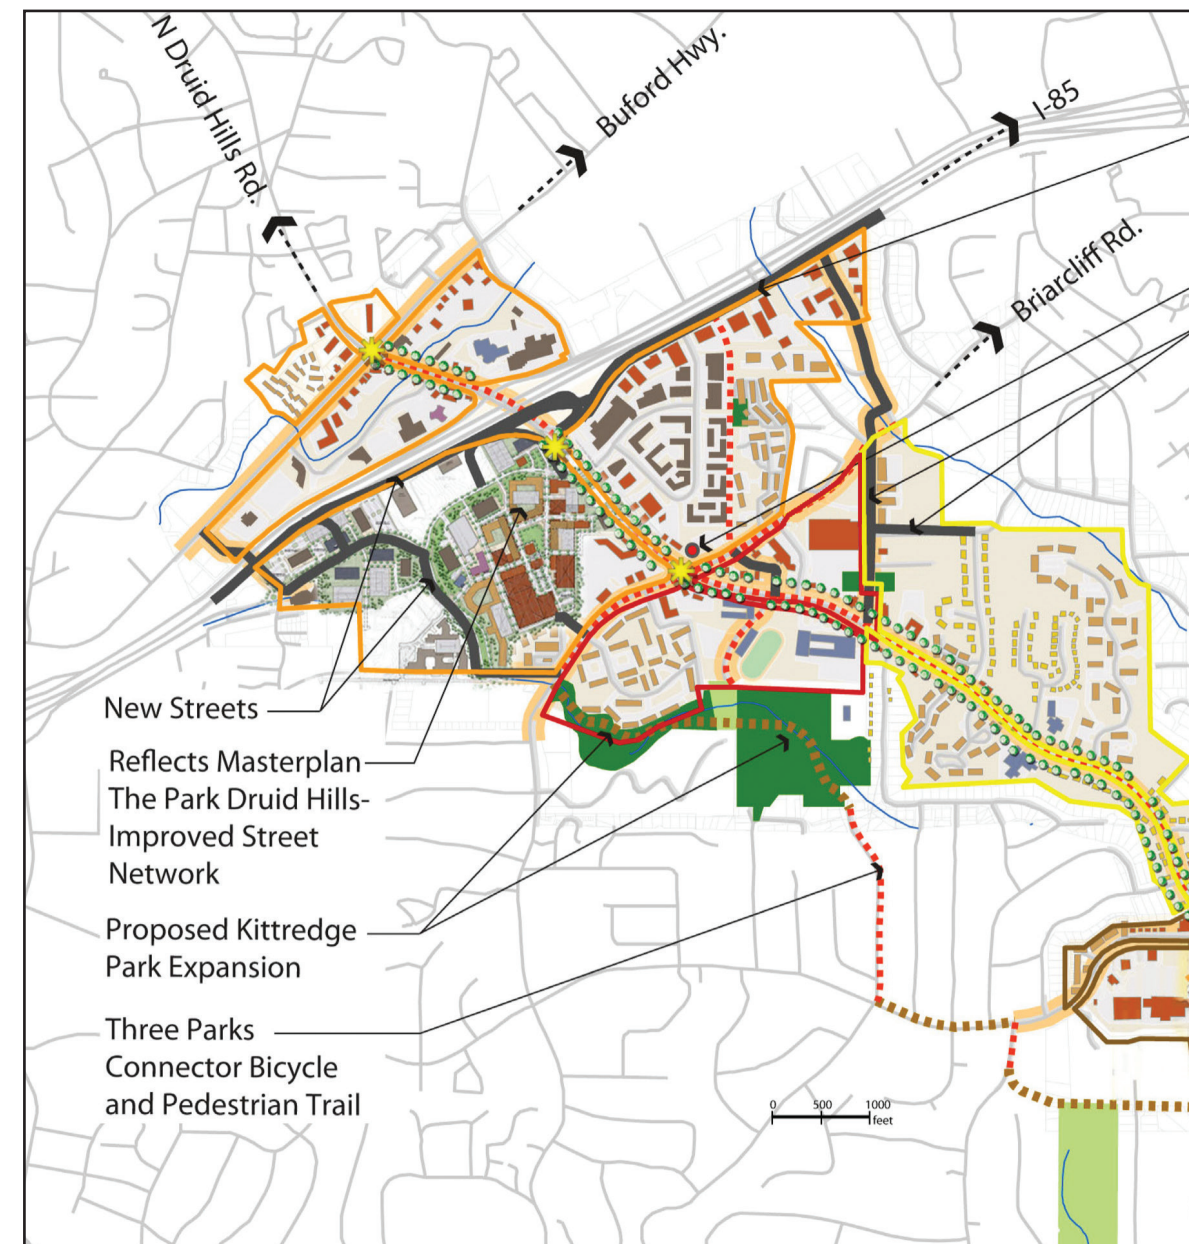 N Druid Hills Rd.
Buford Hwy.
I-85
Briarcliff Rd.
New Streets
Reflects Masterplan
The Park Druid Hills-
Improved Street
Network
Proposed Kittredge
Park Expansion
Three Parks
Connector Bicycle
and Pedestrian Trail
0 500 1000
feet